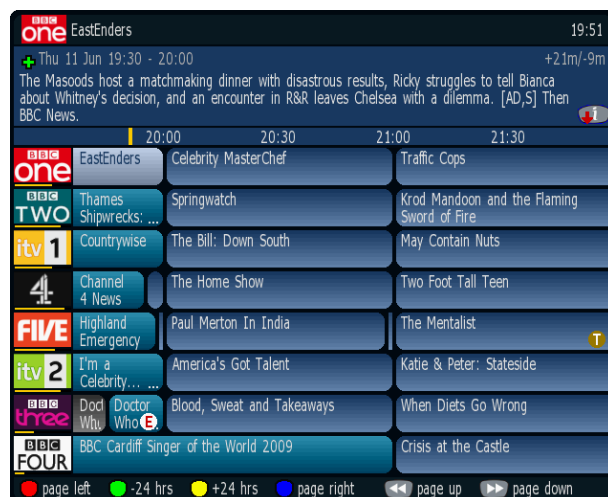 BBC one EastEnders 19:51
Thu 11 Jun 19:30 - 20:00 +21m/-9m
The Masoods host a matchmaking dinner with disastrous results, Ricky struggles to tell Bianca
about Whitney's decision, and an encounter in R&R leaves Chelsea with a dilemma. [AD,S] Then
BBC News.
i
20:00 20:30 21:00 21:30
BBC one EastEnders Celebrity MasterChef Traffic Cops
BBC TWO Thames Springwatch Krod Mandoon and the Flaming
Shipwrecks: ... Sword of Fire
itv 1 Countrywise The Bill: Down South May Contain Nuts
4 Channel The Home Show Two Foot Tall Teen
4 News
FIVE Highland Paul Merton In India The Mentalist
Emergency T
itv 2 I'm a America's Got Talent Katie & Peter: Stateside
Celebrity... ...
BBC three Doct Doctor Blood, Sweat and Takeaways When Diets Go Wrong
Who Who E
BBC FOUR BBC Cardiff Singer of the World 2009 Crisis at the Castle
page left -24 hrs +24 hrs page right page up page down